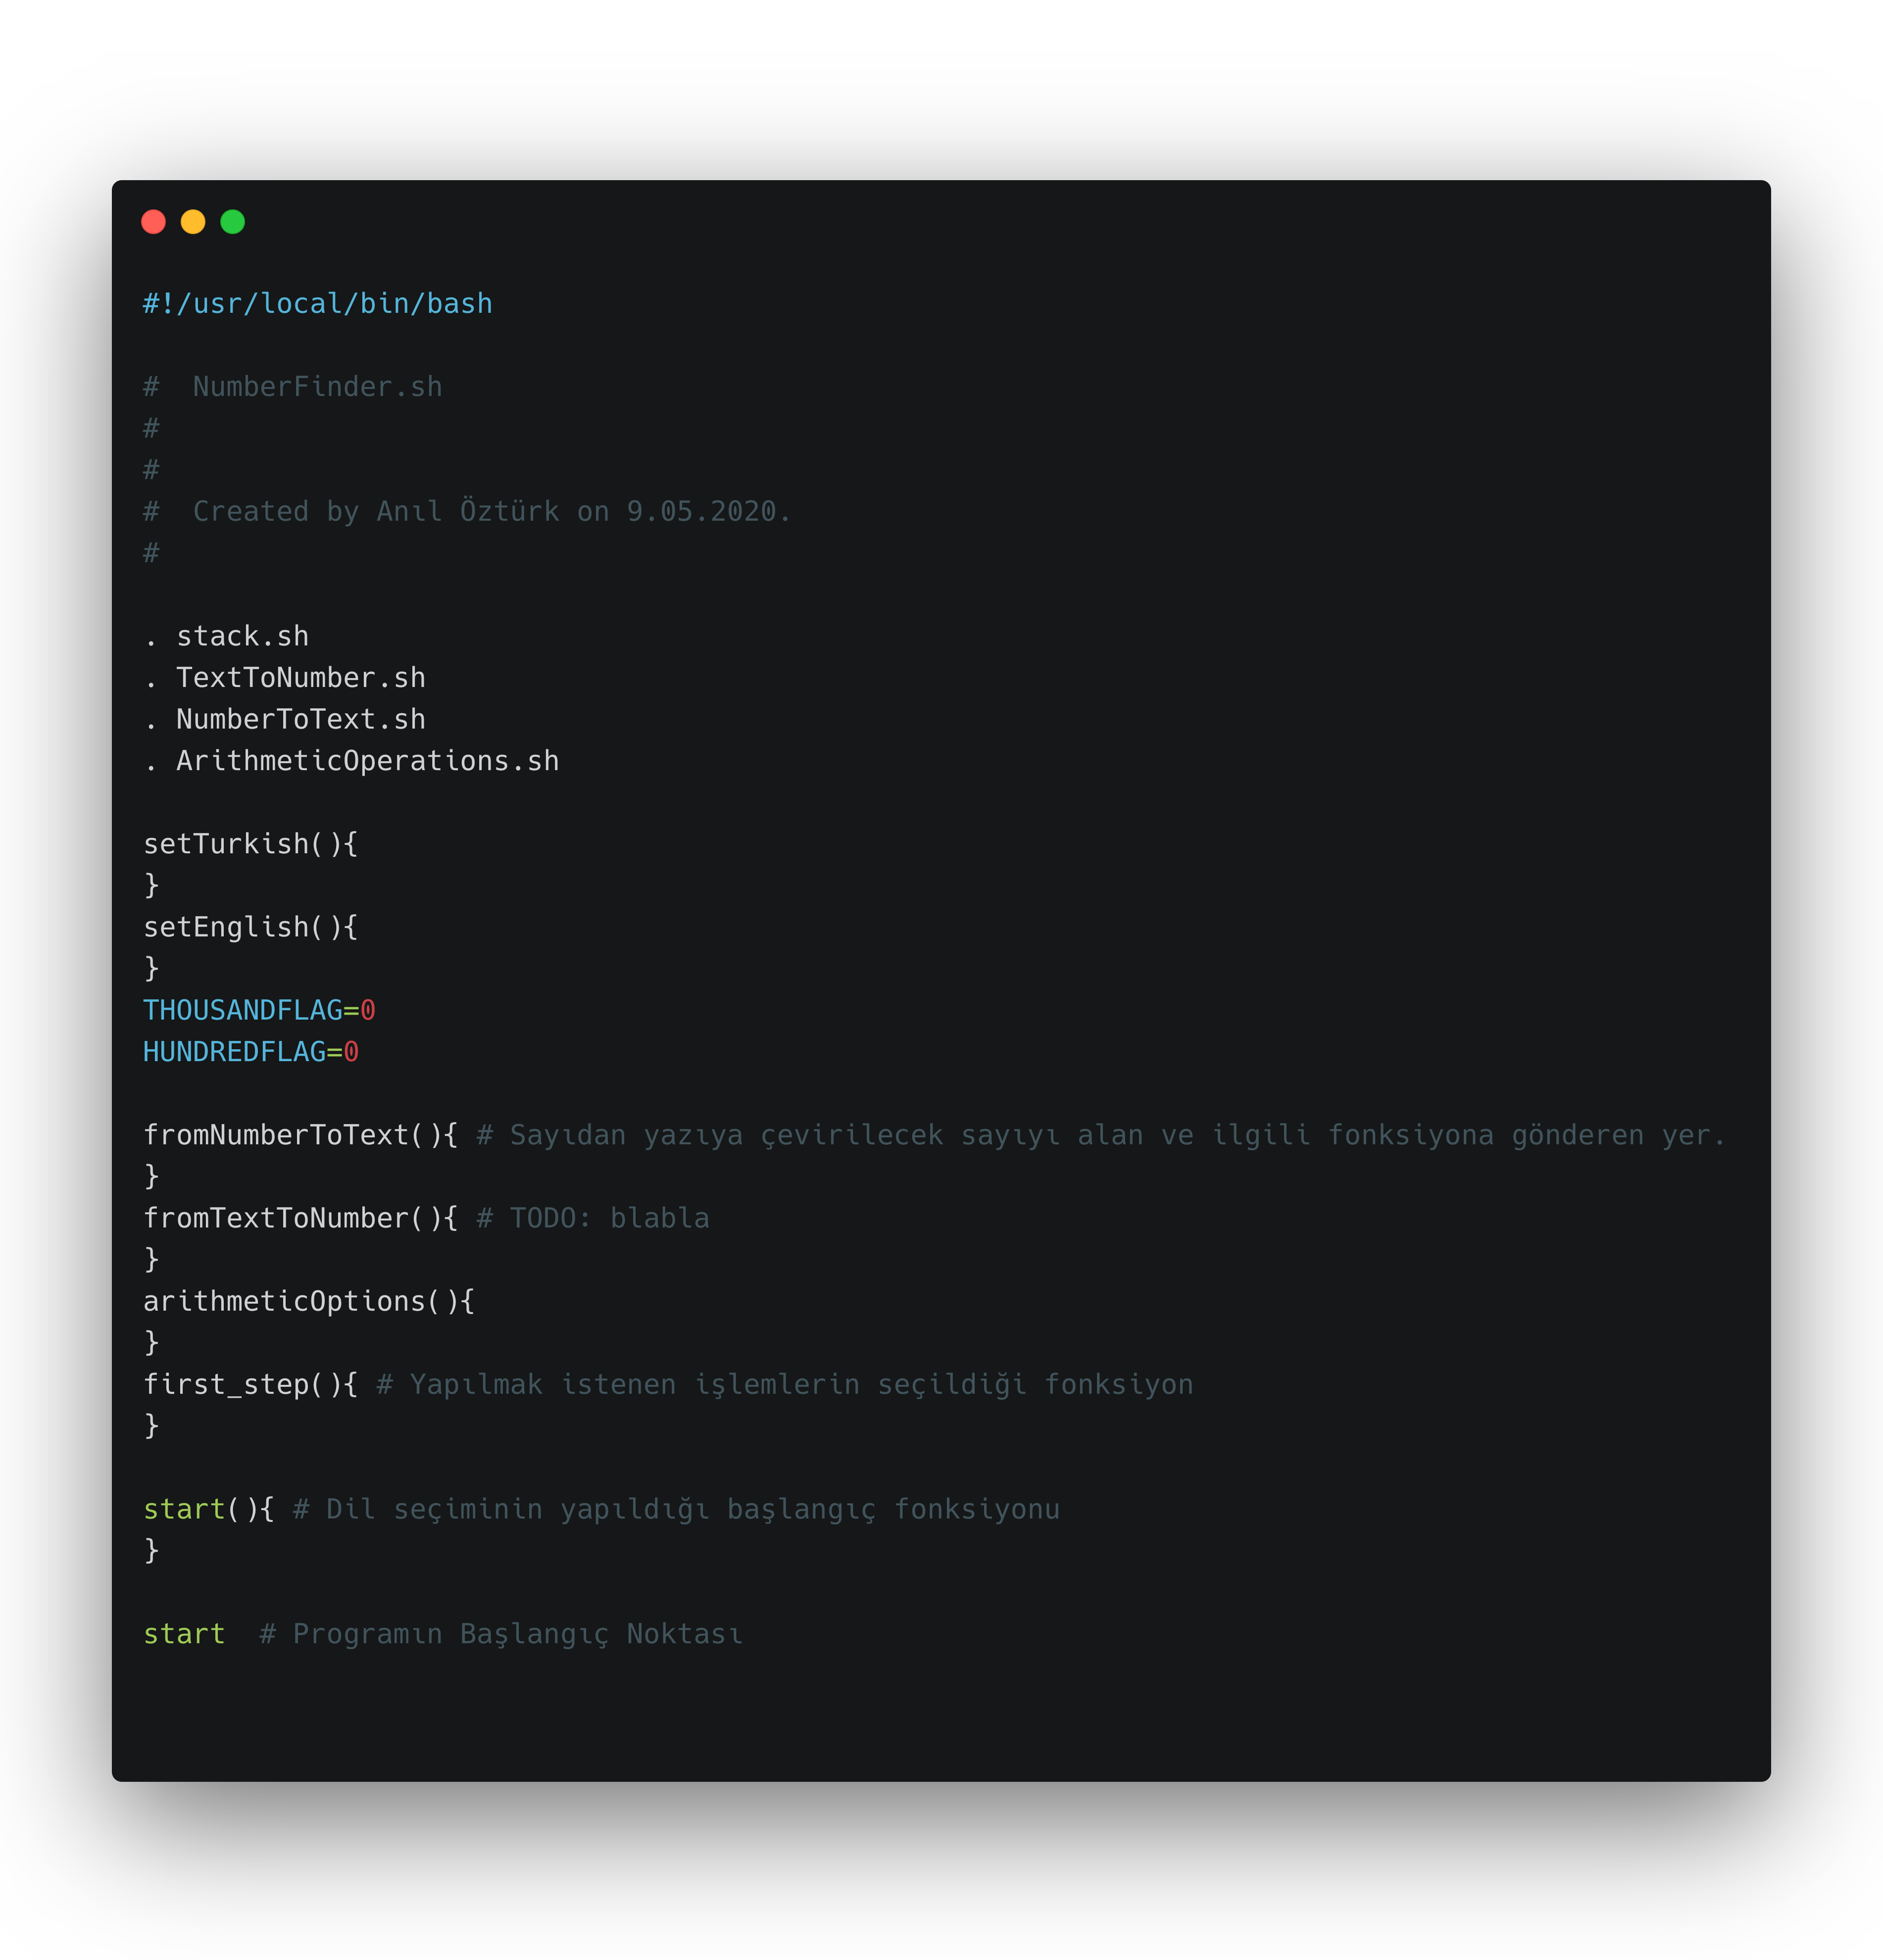 #!/usr/local/bin/bash
#  NumberFinder.sh
#
#
#  Created by Anıl Öztürk on 9.05.2020.
#
. stack.sh
. TextToNumber.sh
. NumberToText.sh
. ArithmeticOperations.sh
setTurkish(){
}
setEnglish(){
}
THOUSANDFLAG=0
HUNDREDFLAG=0
fromNumberToText(){ # Sayıdan yazıya çevirilecek sayıyı alan ve ilgili fonksiyona gönderen yer.
}
fromTextToNumber(){ # TODO: blabla
}
arithmeticOptions(){
}
first_step(){ # Yapılmak istenen işlemlerin seçildiği fonksiyon
}
start(){ # Dil seçiminin yapıldığı başlangıç fonksiyonu
}
start  # Programın Başlangıç Noktası